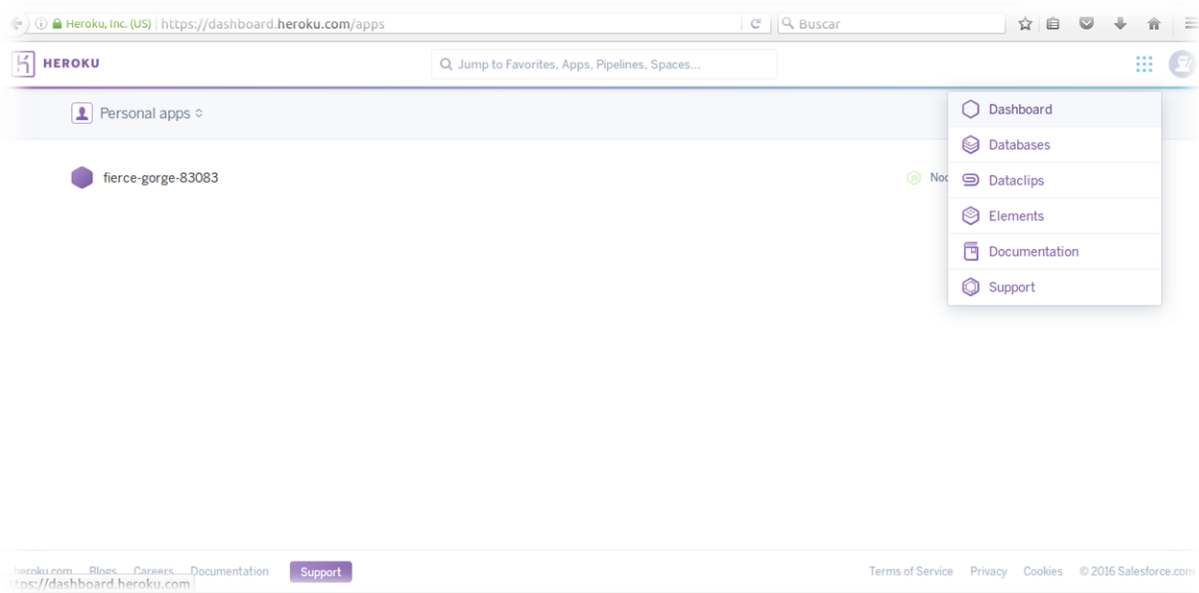 Heroku, Inc. (US) https://dashboard.heroku.com/apps Buscar
HEROKU Jump to Favorites, Apps, Pipelines, Spaces...
Personal apps
Dashboard
Databases
fierce-gorge-83083
Dataclips
Elements
Documentation
Support
heroku.com Blogs Careers Documentation Support Terms of Service Privacy Cookies © 2016 Salesforce.com
tps://dashboard.heroku.com